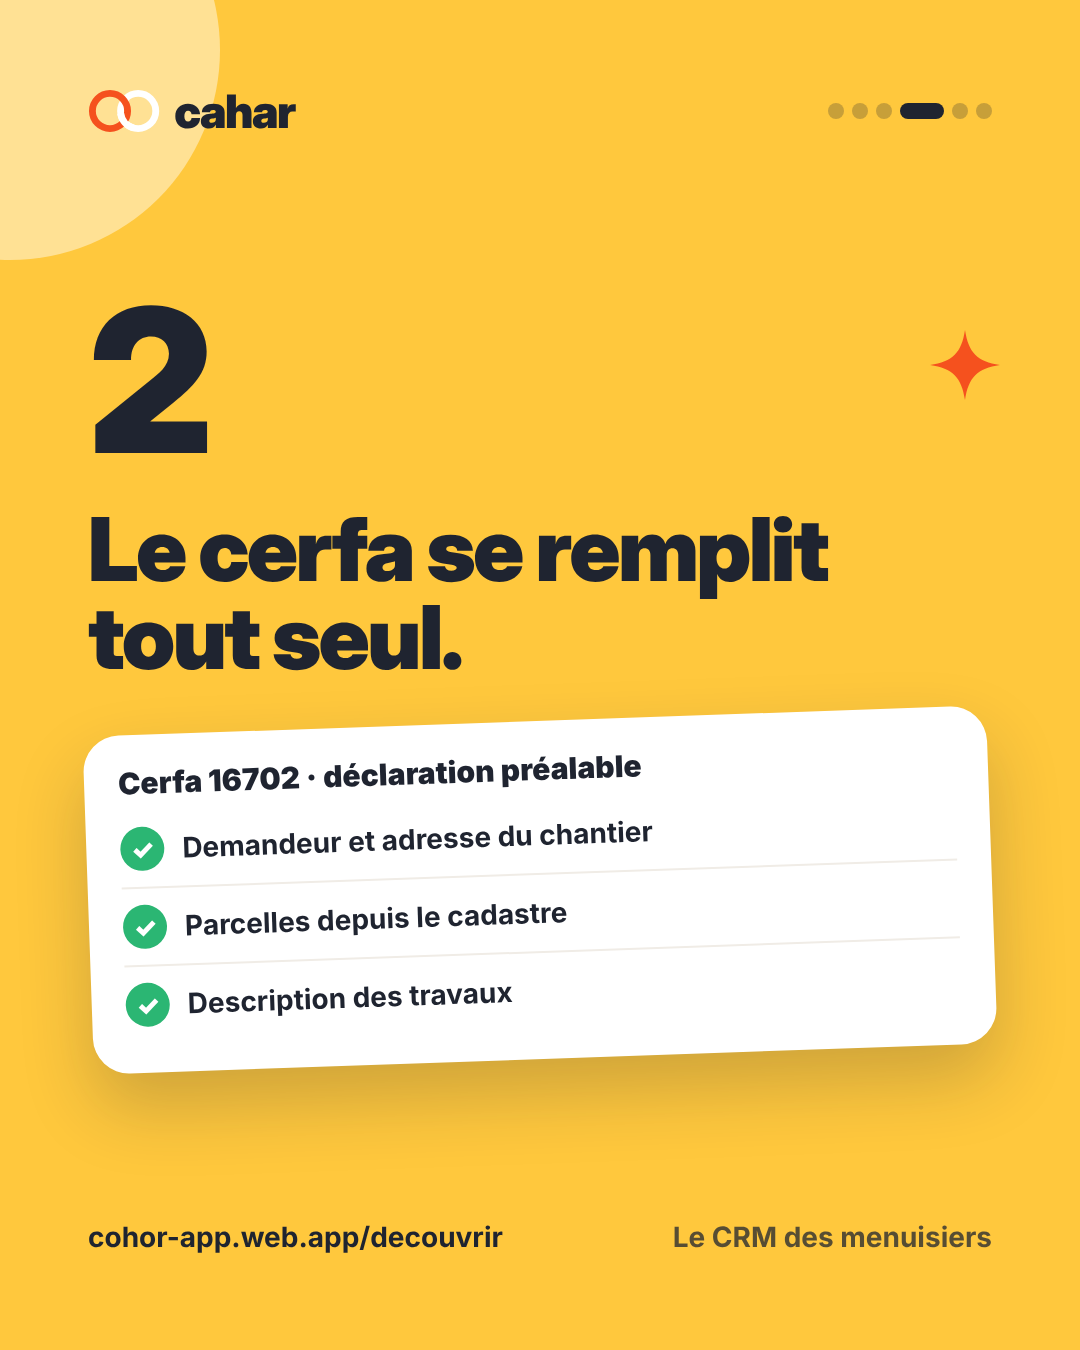 cahar
2
Le cerfa se remplit
tout seul.
Cerfa 16702 · déclaration préalable
Demandeur et adresse du chantier
Parcelles depuis le cadastre
Description des travaux
cohor-app.web.app/decouvrir
Le CRM des menuisiers